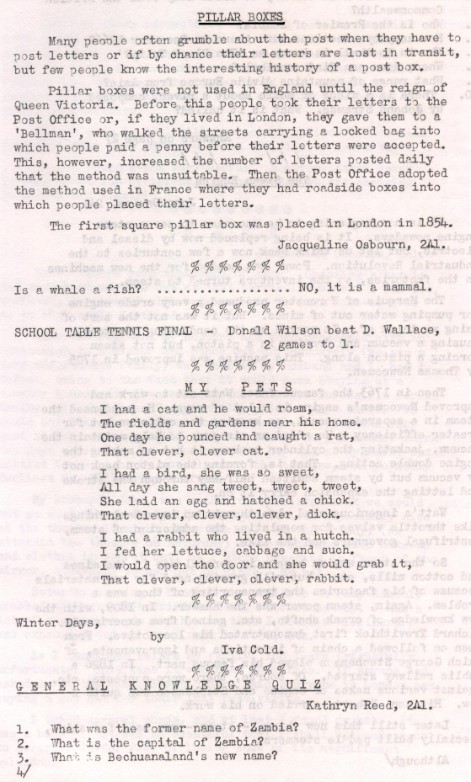 PILLAR BOXES
Many people often grumble about the post when they have to
post letters or if by chance their letters are lost in transit,
but few people know the interesting history of a post box.
Pillar boxes were not used in England until the reign of
Queen Victoria. Before this people took their letters to the
Post Office or, if they lived in London, they gave them to a
'Bellman', who walked the streets carrying a locked bag into
which people paid a penny before their letters were accepted.
This, however, increased the number of letters posted daily
that the method was unsuitable. Then the Post Office adopted
the method used in France where they had roadside boxes into
which people placed their letters.
The first square pillar box was placed in London in 1854.
Jacqueline Osbourn, 2A1.
%%%%%%%
Is a whale a fish? ..................... NO, it is a mammal.
%%%%%%%
SCHOOL TABLE TENNIS FINAL - Donald Wilson beat D. Wallace,
2 games to 1.
%%%%%%%
MY PETS
I had a cat and he would roam,
The fields and gardens near his home.
One day he pounced and caught a rat,
That clever, clever cat.
I had a bird, she was so sweet,
All day she sang tweet, tweet, tweet,
She laid an egg and hatched a chick.
That clever, clever, clever, dick.
I had a rabbit who lived in a hutch.
I fed her lettuce, cabbage and such.
I would open the door and she would grab it,
That clever, clever, clever, rabbit.
%%%%%%%
Winter Days,
by
Iva Cold.
%%%%%%%
GENERAL KNOWLEDGE QUIZ
Kathryn Reed, 2A1.
1. What was the former name of Zambia?
2. What is the capital of Zambia?
3. What is Bechuanaland's new name?
4/